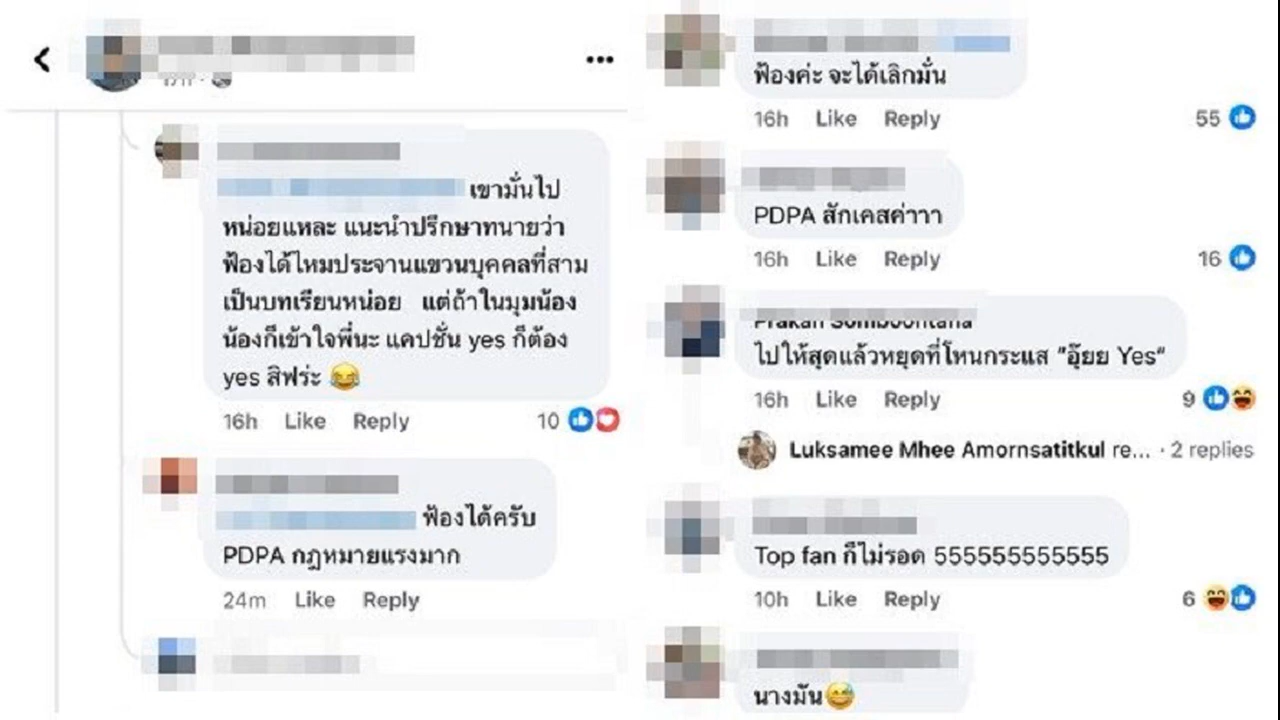 เขามั่นไป
หน่อยแหละ แนะนำปรึกษาทนายว่า
ฟ้องได้ไหมประจานแขวนบุคคลที่สาม
เป็นบทเรียนหน่อย แต่ถ้าในมุมน้อง
น้องก็เข้าใจพี่นะ แคปชั่น yes ก็ต้อง
yes สิฟร่ะ 😂
16h Like Reply 10
ฟ้องได้ครับ
PDPA กฎหมายแรงมาก
24m Like Reply
ฟ้องค่ะ จะได้เลิกมั่น
16h Like Reply 55
PDPA สักเคสค่าาา
16h Like Reply 16
Prakan Somboontana
ไปให้สุดแล้วหยุดที่โหนกระแส "อุ๊ยย Yes"
16h Like Reply 9
Luksamee Mhee Amornsatitkul re... · 2 replies
Top fan ก็ไม่รอด 555555555555
10h Like Reply 6
นางมั่น😅